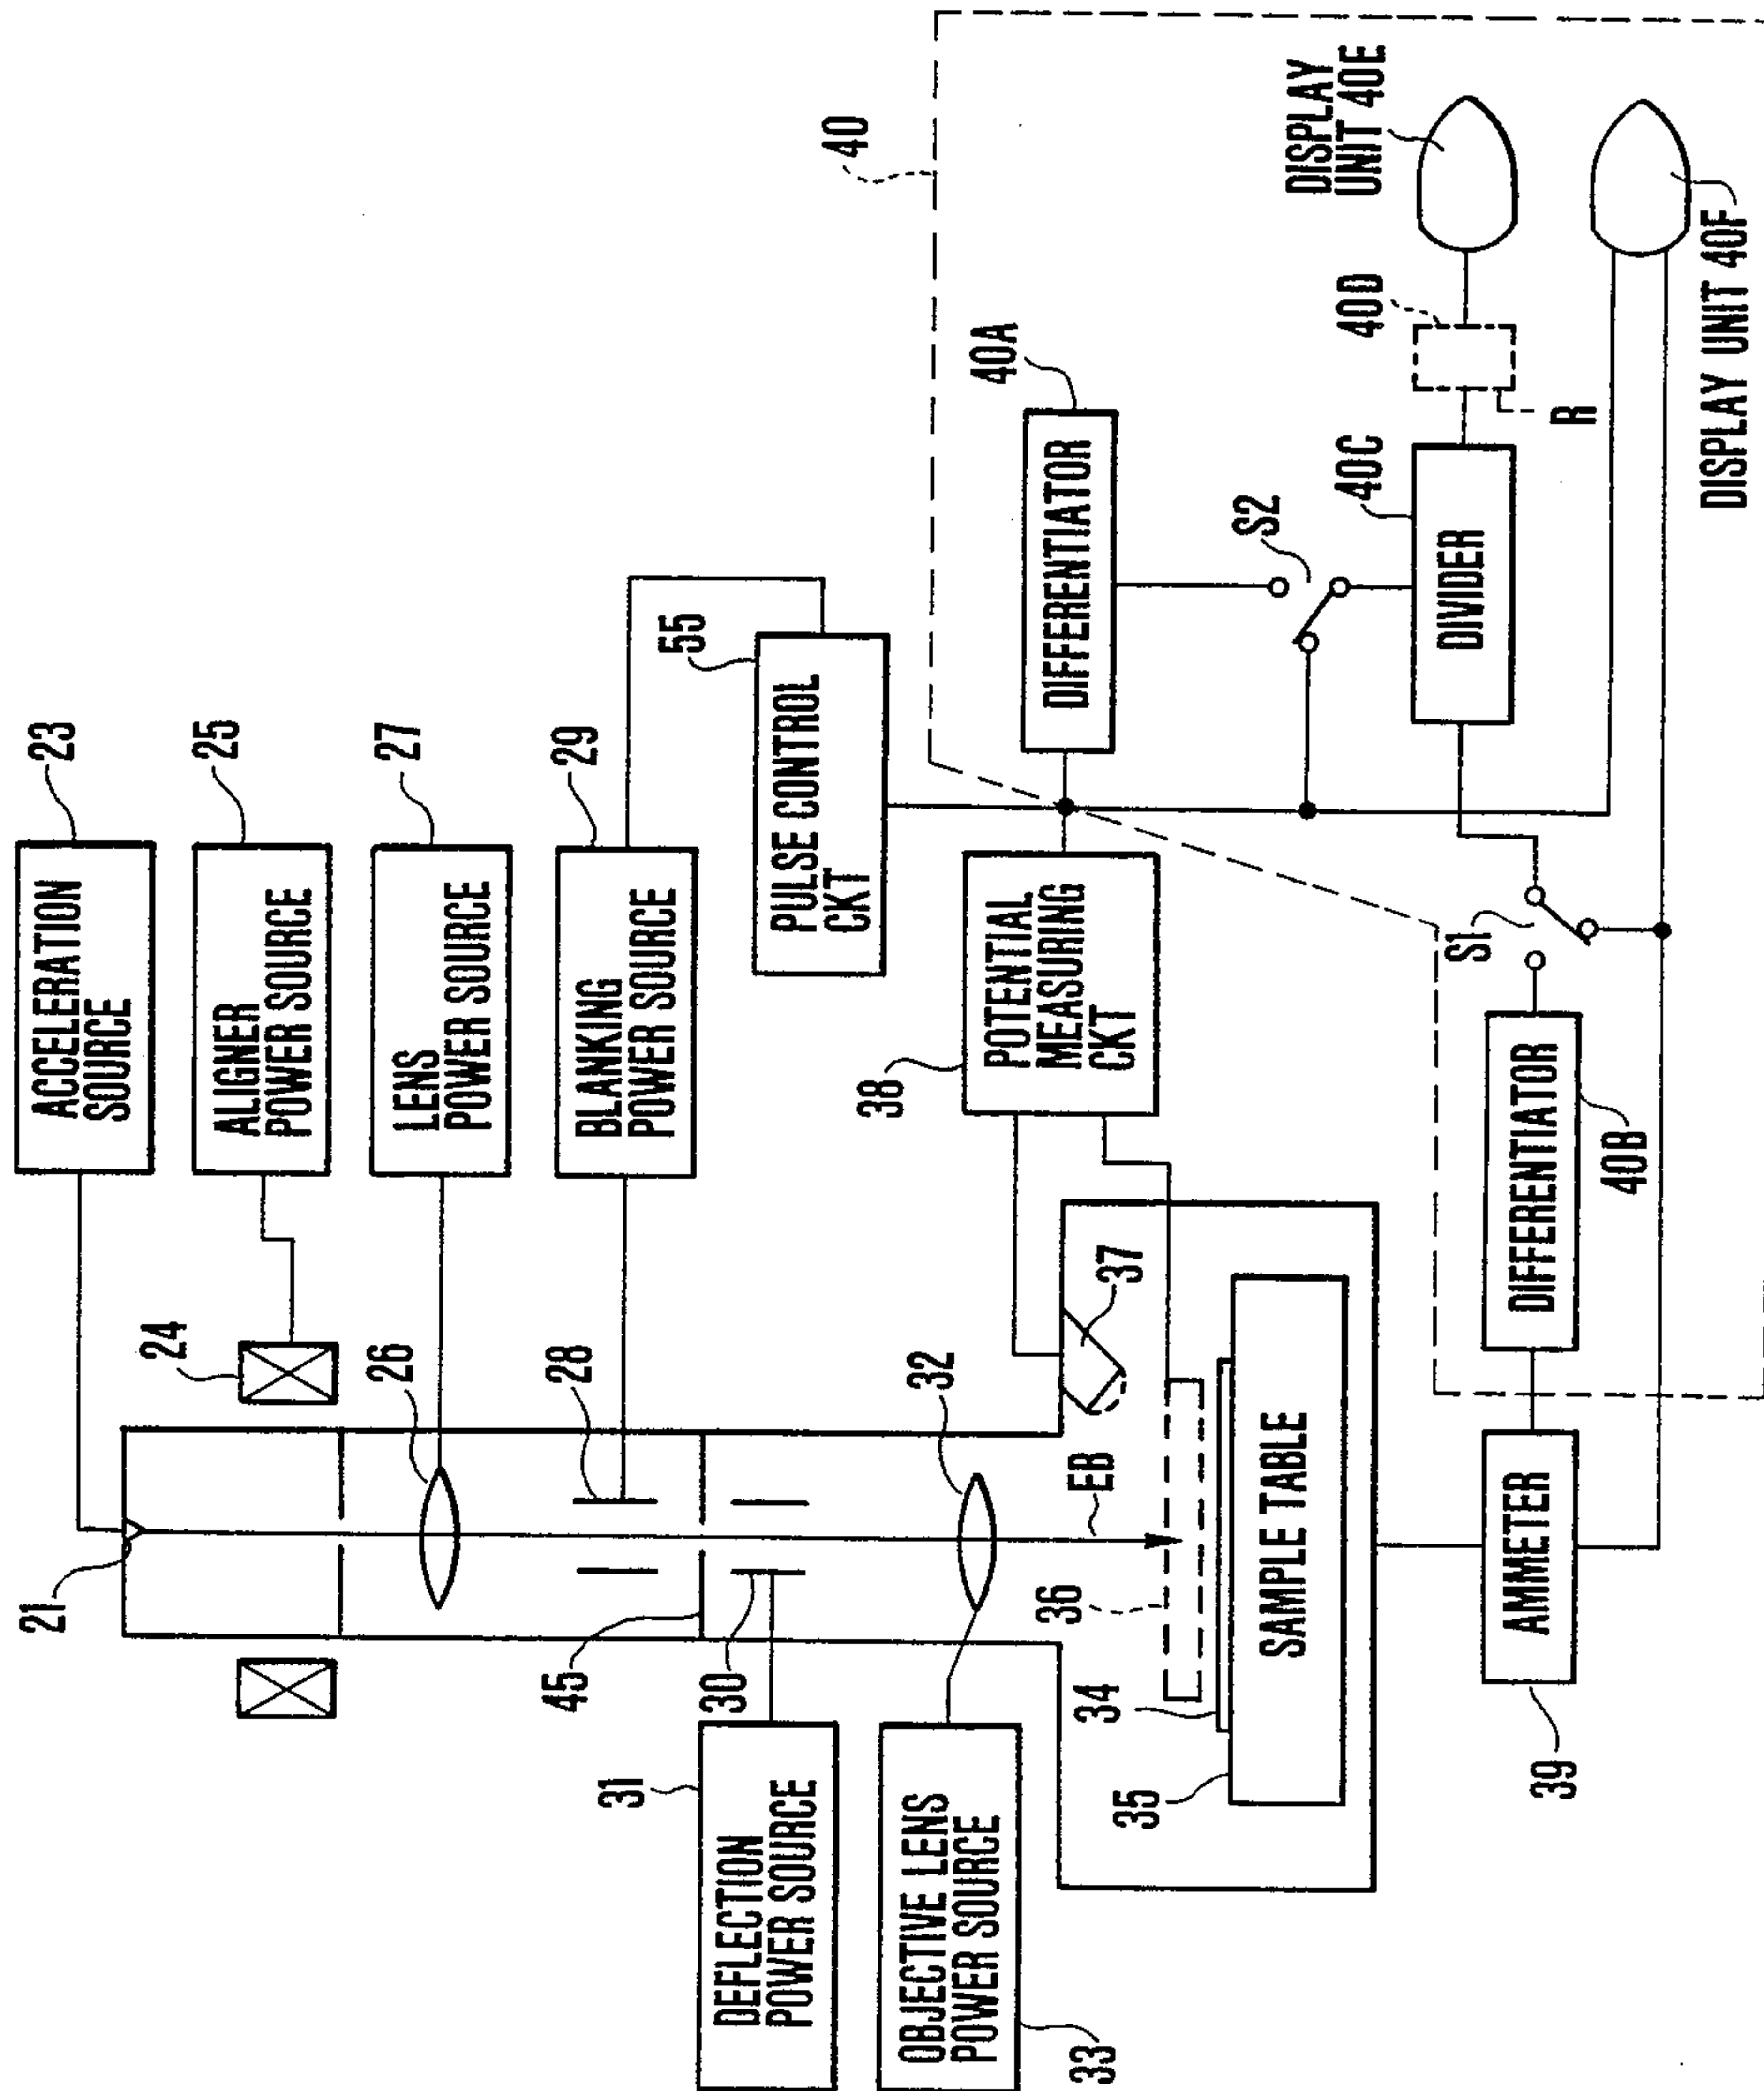 23
ACCELERATION
SOURCE
25
ALIGNER
POWER SOURCE
27
LENS
POWER SOURCE
29
BLANKING
POWER SOURCE
55
PULSE CONTROL
CKT
21
24
26
28
45
30
32
31
DEFLECTION
POWER SOURCE
33
OBJECTIVE LENS
POWER SOURCE
37
EB
36
34
35
SAMPLE TABLE
38
POTENTIAL
MEASURING
CKT
39
AMMETER
40
40A
DIFFERENTIATOR
40B
DIFFERENTIATOR
S1
S2
40C
DIVIDER
40D
R
DISPLAY
UNIT 40E
DISPLAY UNIT 40F